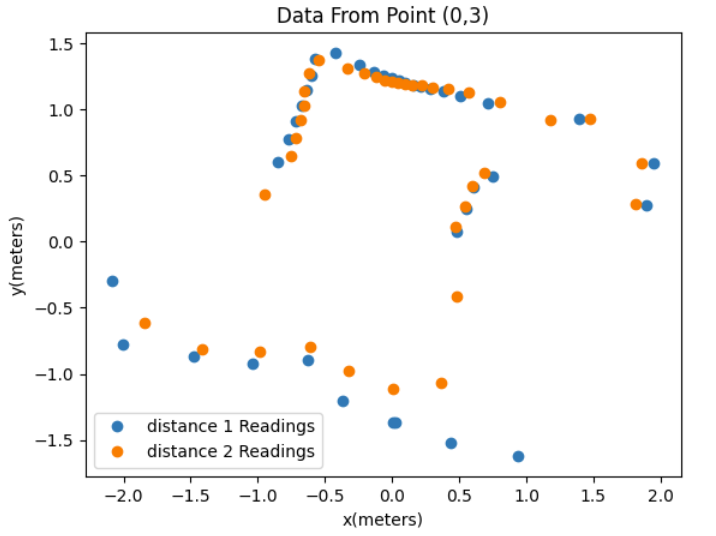 Data From Point (0,3)
y(meters)
1.5
1.0
0.5
0.0
−0.5
−1.0
−1.5
distance 1 Readings
distance 2 Readings
−2.0 −1.5 −1.0 −0.5 0.0 0.5 1.0 1.5 2.0
x(meters)